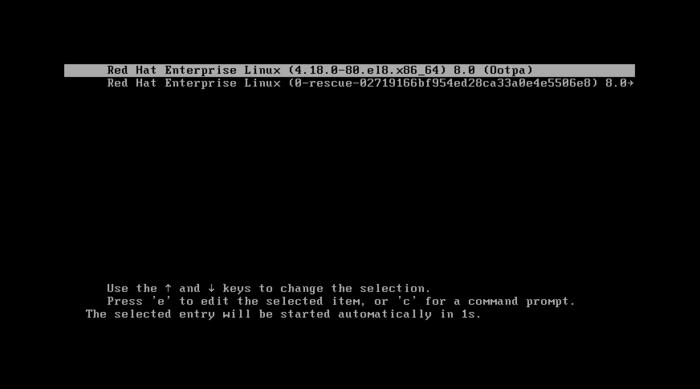 Red Hat Enterprise Linux (4.18.0-80.el8.x86_64) 8.0 (Ootpa)
Red Hat Enterprise Linux (0-rescue-02719166bf954ed28ca33a0e4e5506e8) 8.0→
Use the ↑ and ↓ keys to change the selection.
Press 'e' to edit the selected item, or 'c' for a command prompt.
The selected entry will be started automatically in 1s.